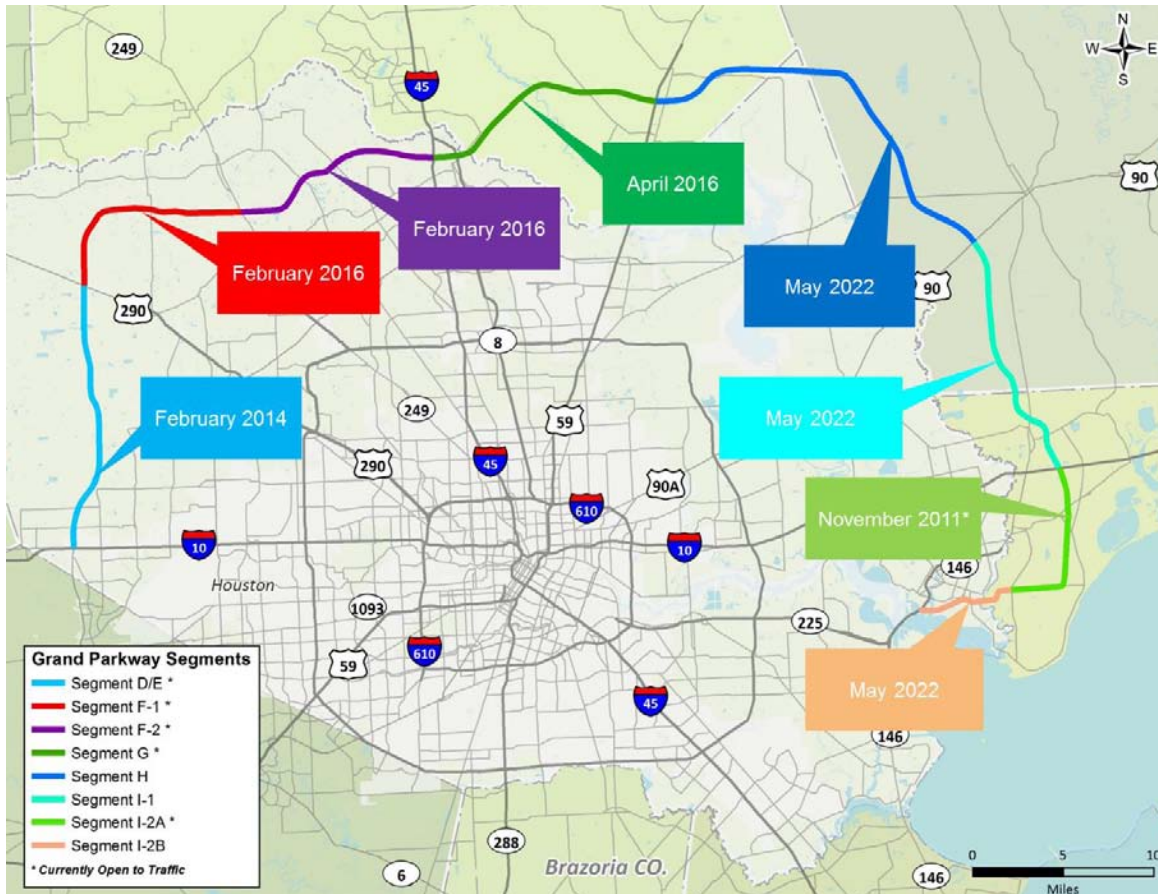 249
N
W E
S
45
90
April 2016
February 2016
February 2016
May 2022
290
90
8
February 2014
249
59
May 2022
290
45
90A
610
November 2011*
10
10
146
Houston
1093
225
59
610
May 2022
45
146
Grand Parkway Segments
Segment D/E *
Segment F-1 *
Segment F-2 *
Segment G *
Segment H
Segment I-1
Segment I-2A *
Segment I-2B
* Currently Open to Traffic
288
Brazoria CO.
6
146
0 5 10
Miles